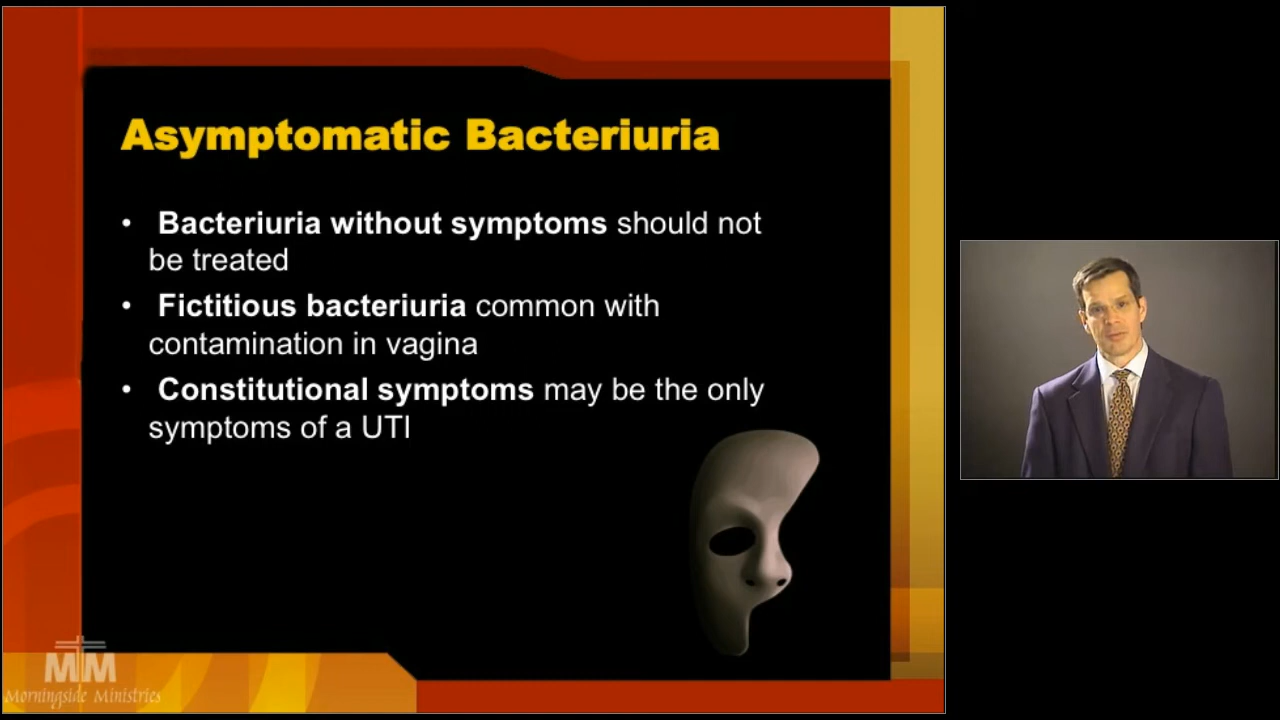 Asymptomatic Bacteriuria
• Bacteriuria without symptoms should not
be treated
• Fictitious bacteriuria common with
contamination in vagina
• Constitutional symptoms may be the only
symptoms of a UTI
MM
Morningside Ministries